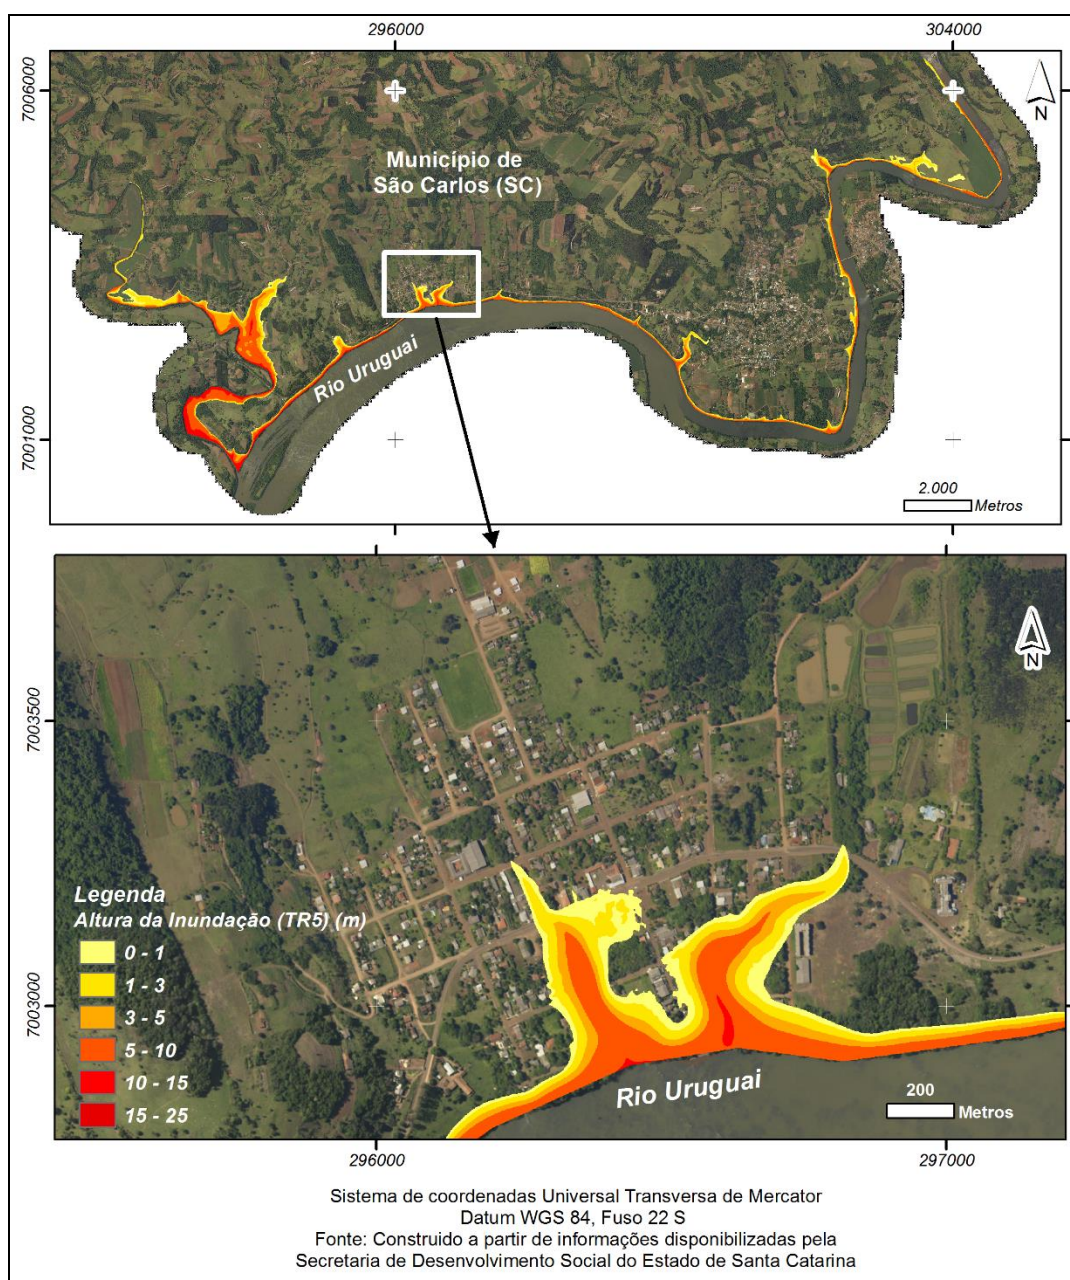 296000
304000
7006000
N
Município de
São Carlos (SC)
Rio Uruguai
7001000
2.000
Metros
N
7003500
Legenda
Altura da Inundação (TR5) (m)
0 - 1
1 - 3
3 - 5
5 - 10
10 - 15
15 - 25
7003000
Rio Uruguai
200
Metros
296000
297000
Sistema de coordenadas Universal Transversa de Mercator
Datum WGS 84, Fuso 22 S
Fonte: Construido a partir de informações disponibilizadas pela
Secretaria de Desenvolvimento Social do Estado de Santa Catarina